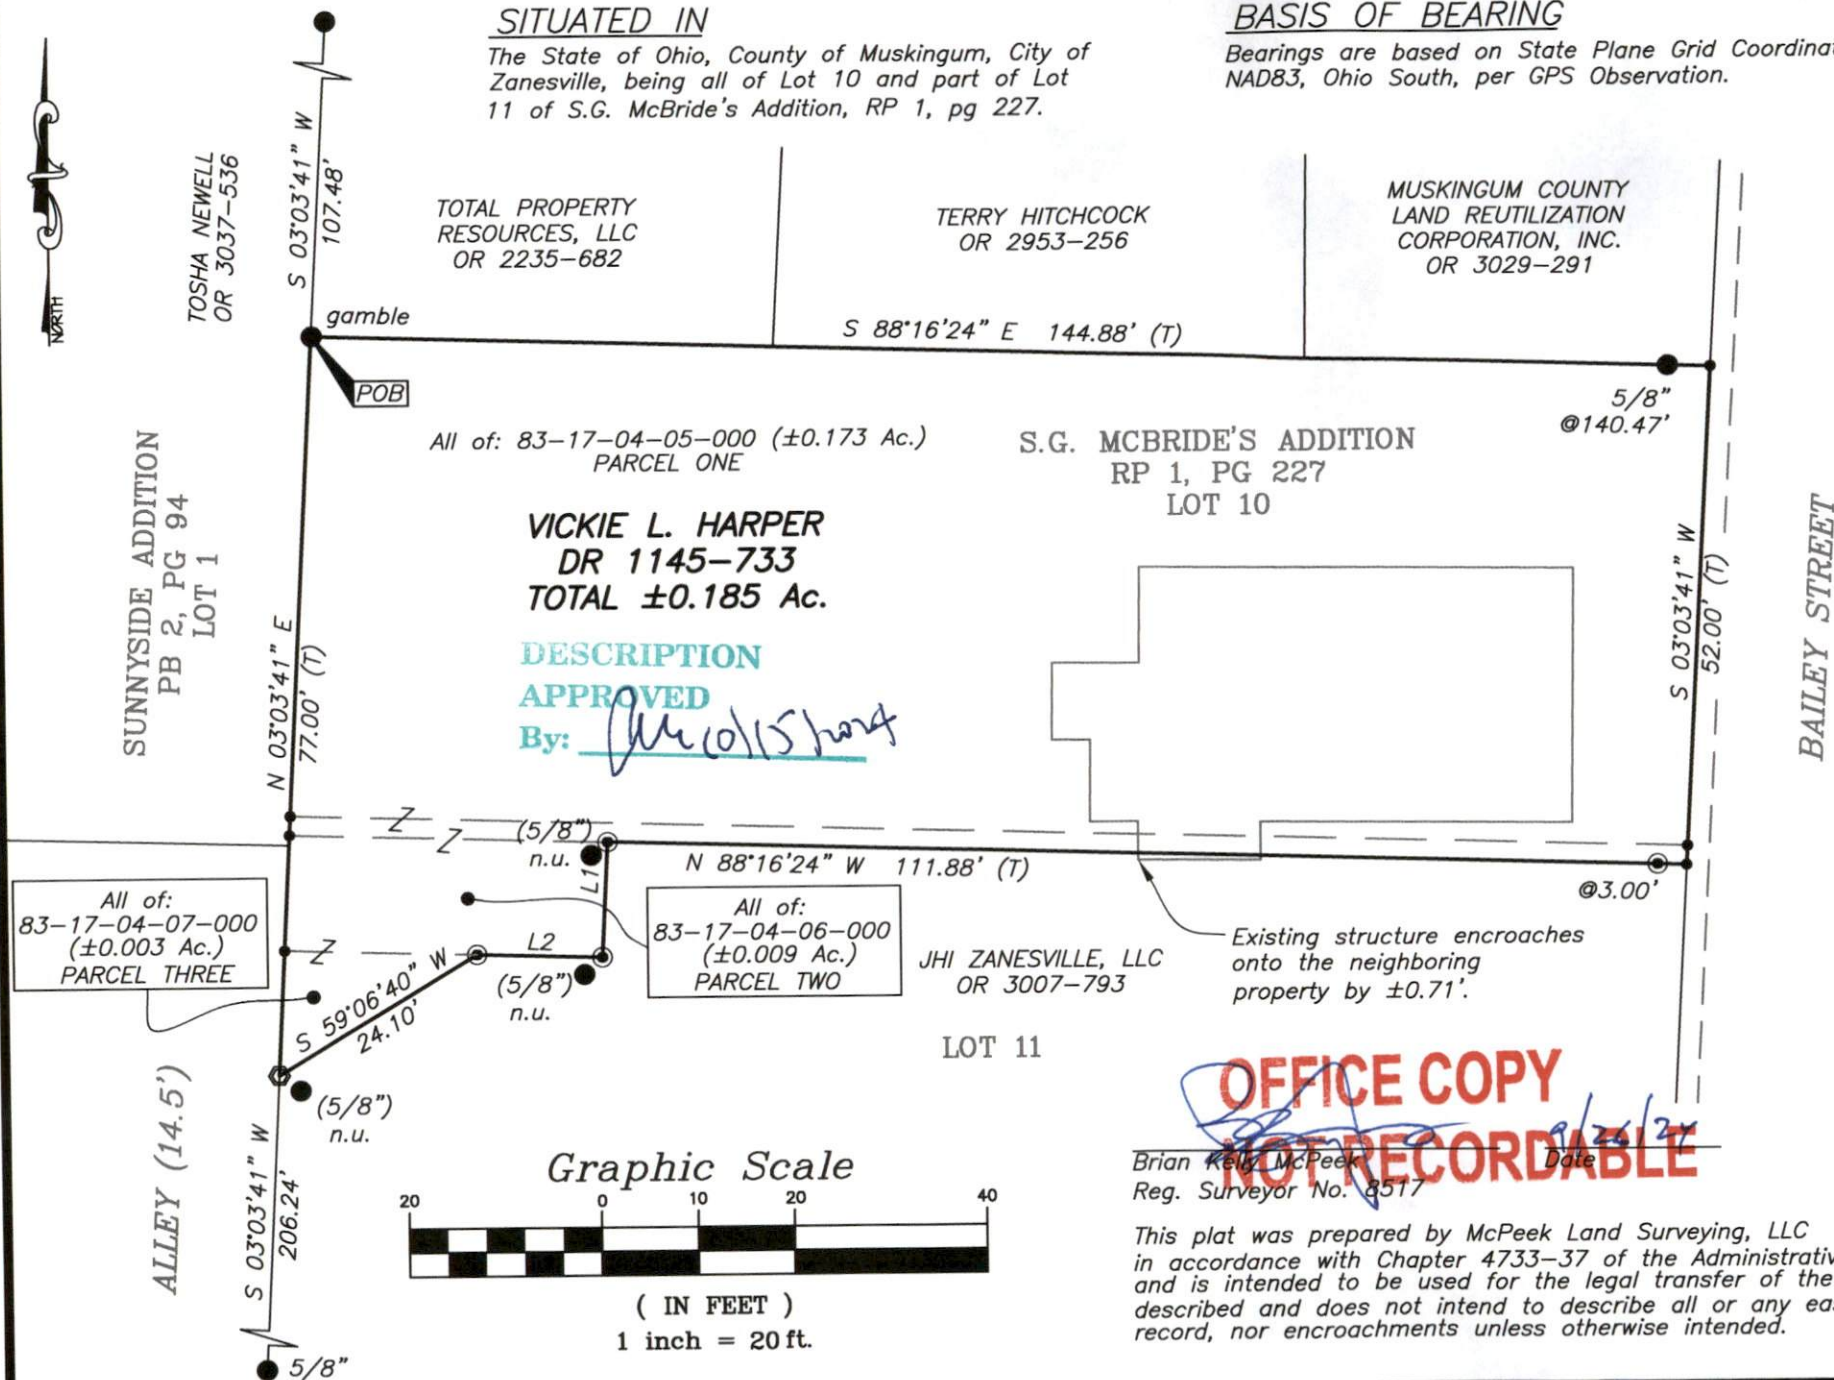 SITUATED IN
The State of Ohio, County of Muskingum, City of
Zanesville, being all of Lot 10 and part of Lot
11 of S.G. McBride's Addition, RP 1, pg 227.
BASIS OF BEARING
Bearings are based on State Plane Grid Coordinat
NAD83, Ohio South, per GPS Observation.
NORTH
TOSHA NEWELL
OR 3037-536
S 03°03'41" W
107.48'
TOTAL PROPERTY
RESOURCES, LLC
OR 2235-682
TERRY HITCHCOCK
OR 2953-256
MUSKINGUM COUNTY
LAND REUTILIZATION
CORPORATION, INC.
OR 3029-291
gamble
POB
S 88°16'24" E 144.88' (T)
5/8"
@140.47'
All of: 83-17-04-05-000 (±0.173 Ac.)
PARCEL ONE
S.G. MCBRIDE'S ADDITION
RP 1, PG 227
LOT 10
SUNNYSIDE ADDITION
PB 2, PG 94
LOT 1
VICKIE L. HARPER
DR 1145-733
TOTAL ±0.185 Ac.
DESCRIPTION
APPROVED
By:
N 03°03'41" E
77.00' (T)
S 03°03'41" W
52.00' (T)
BAILEY STREET
Z
Z
(5/8")
n.u.
L1
N 88°16'24" W 111.88' (T)
@3.00'
All of:
83-17-04-07-000
(±0.003 Ac.)
PARCEL THREE
Z
L2
(5/8")
n.u.
All of:
83-17-04-06-000
(±0.009 Ac.)
PARCEL TWO
JHI ZANESVILLE, LLC
OR 3007-793
Existing structure encroaches
onto the neighboring
property by ±0.71'.
S 59°06'40" W
24.10'
LOT 11
(5/8")
n.u.
ALLEY (14.5')
S 03°03'41" W
206.24'
5/8"
Graphic Scale
20 0 10 20 40
( IN FEET )
1 inch = 20 ft.
OFFICE COPY
NOT RECORDABLE
9/26/24
Brian Kelly McPeek Date
Reg. Surveyor No. 8517
This plat was prepared by McPeek Land Surveying, LLC
in accordance with Chapter 4733-37 of the Administrativ
and is intended to be used for the legal transfer of the
described and does not intend to describe all or any ea
record, nor encroachments unless otherwise intended.